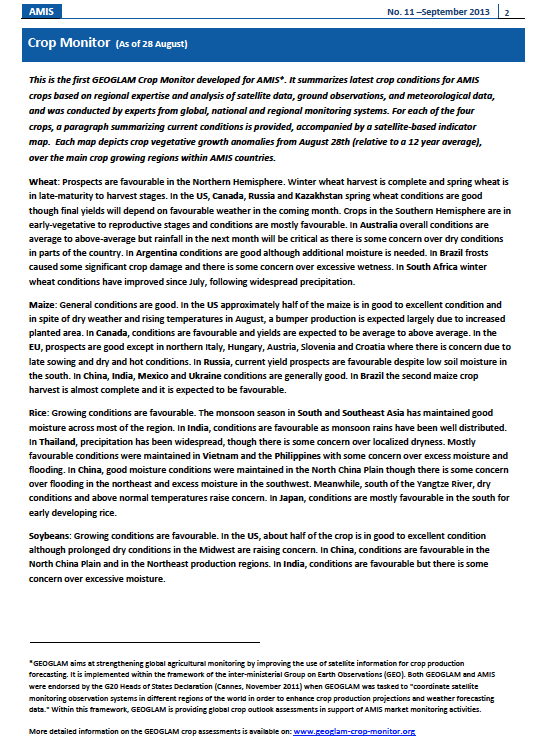 AMIS
No. 11 –September 2013 2
Crop Monitor (As of 28 August)
This is the first GEOGLAM Crop Monitor developed for AMIS*. It summarizes latest crop conditions for AMIS
crops based on regional expertise and analysis of satellite data, ground observations, and meteorological data,
and was conducted by experts from global, national and regional monitoring systems. For each of the four
crops, a paragraph summarizing current conditions is provided, accompanied by a satellite-based indicator
map. Each map depicts crop vegetative growth anomalies from August 28th (relative to a 12 year average),
over the main crop growing regions within AMIS countries.
Wheat: Prospects are favourable in the Northern Hemisphere. Winter wheat harvest is complete and spring wheat is
in late-maturity to harvest stages. In the US, Canada, Russia and Kazakhstan spring wheat conditions are good
though final yields will depend on favourable weather in the coming month. Crops in the Southern Hemisphere are in
early-vegetative to reproductive stages and conditions are mostly favourable. In Australia overall conditions are
average to above-average but rainfall in the next month will be critical as there is some concern over dry conditions
in parts of the country. In Argentina conditions are good although additional moisture is needed. In Brazil frosts
caused some significant crop damage and there is some concern over excessive wetness. In South Africa winter
wheat conditions have improved since July, following widespread precipitation.
Maize: General conditions are good. In the US approximately half of the maize is in good to excellent condition and
in spite of dry weather and rising temperatures in August, a bumper production is expected largely due to increased
planted area. In Canada, conditions are favourable and yields are expected to be average to above average. In the
EU, prospects are good except in northern Italy, Hungary, Austria, Slovenia and Croatia where there is concern due to
late sowing and dry and hot conditions. In Russia, current yield prospects are favourable despite low soil moisture in
the south. In China, India, Mexico and Ukraine conditions are generally good. In Brazil the second maize crop
harvest is almost complete and it is expected to be favourable.
Rice: Growing conditions are favourable. The monsoon season in South and Southeast Asia has maintained good
moisture across most of the region. In India, conditions are favourable as monsoon rains have been well distributed.
In Thailand, precipitation has been widespread, though there is some concern over localized dryness. Mostly
favourable conditions were maintained in Vietnam and the Philippines with some concern over excess moisture and
flooding. In China, good moisture conditions were maintained in the North China Plain though there is some concern
over flooding in the northeast and excess moisture in the southwest. Meanwhile, south of the Yangtze River, dry
conditions and above normal temperatures raise concern. In Japan, conditions are mostly favourable in the south for
early developing rice.
Soybeans: Growing conditions are favourable. In the US, about half of the crop is in good to excellent condition
although prolonged dry conditions in the Midwest are raising concern. In China, conditions are favourable in the
North China Plain and in the Northeast production regions. In India, conditions are favourable but there is some
concern over excessive moisture.
*GEOGLAM aims at strengthening global agricultural monitoring by improving the use of satellite information for crop production
forecasting. It is implemented within the framework of the inter-ministerial Group on Earth Observations (GEO). Both GEOGLAM and AMIS
were endorsed by the G20 Heads of States Declaration (Cannes, November 2011) when GEOGLAM was tasked to "coordinate satellite
monitoring observation systems in different regions of the world in order to enhance crop production projections and weather forecasting
data." Within this framework, GEOGLAM is providing global crop outlook assessments in support of AMIS market monitoring activities.
More detailed information on the GEOGLAM crop assessments is available on: www.geoglam-crop-monitor.org